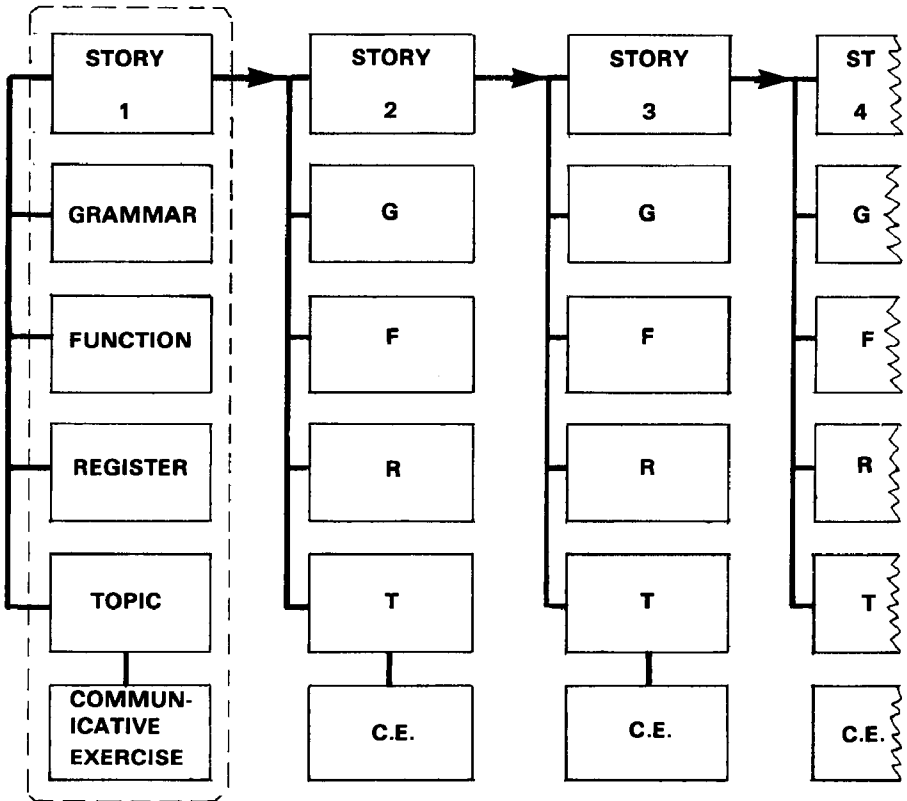 STORY
1
GRAMMAR
FUNCTION
REGISTER
TOPIC
COMMUN-
ICATIVE
EXERCISE
STORY
2
G
F
R
T
C.E.
STORY
3
G
F
R
T
C.E.
ST
4
G
F
R
T
C.E.